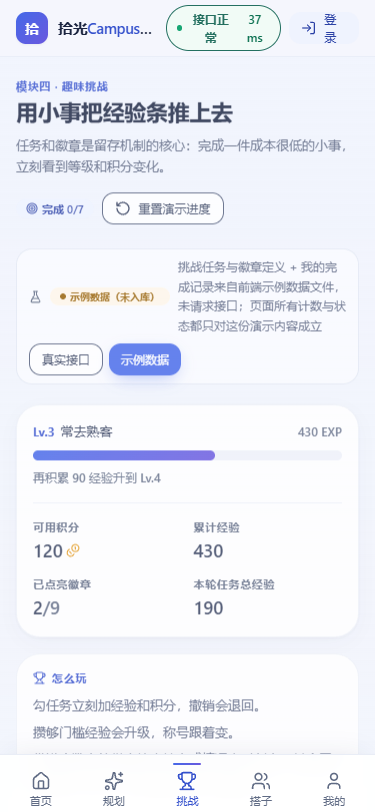 拾 拾光Campus... 接口正常 37 ms 登录
模块四 · 趣味挑战
用小事把经验条推上去
任务和徽章是留存机制的核心：完成一件成本很低的小事，
立刻看到等级和积分变化。
完成 0/7 重置演示进度
示例数据（未入库）
挑战任务与徽章定义 + 我的完
成记录来自前端示例数据文件，
未请求接口；页面所有计数与状
态都只对这份演示内容成立
真实接口 示例数据
Lv.3 常去熟客 430 EXP
再积累 90 经验升到 Lv.4
可用积分 累计经验
120 430
已点亮徽章 本轮任务总经验
2/9 190
怎么玩
勾任务立刻加经验和积分，撤销会退回。
攒够门槛经验会升级，称号跟着变。
首页 规划 挑战 搭子 我的